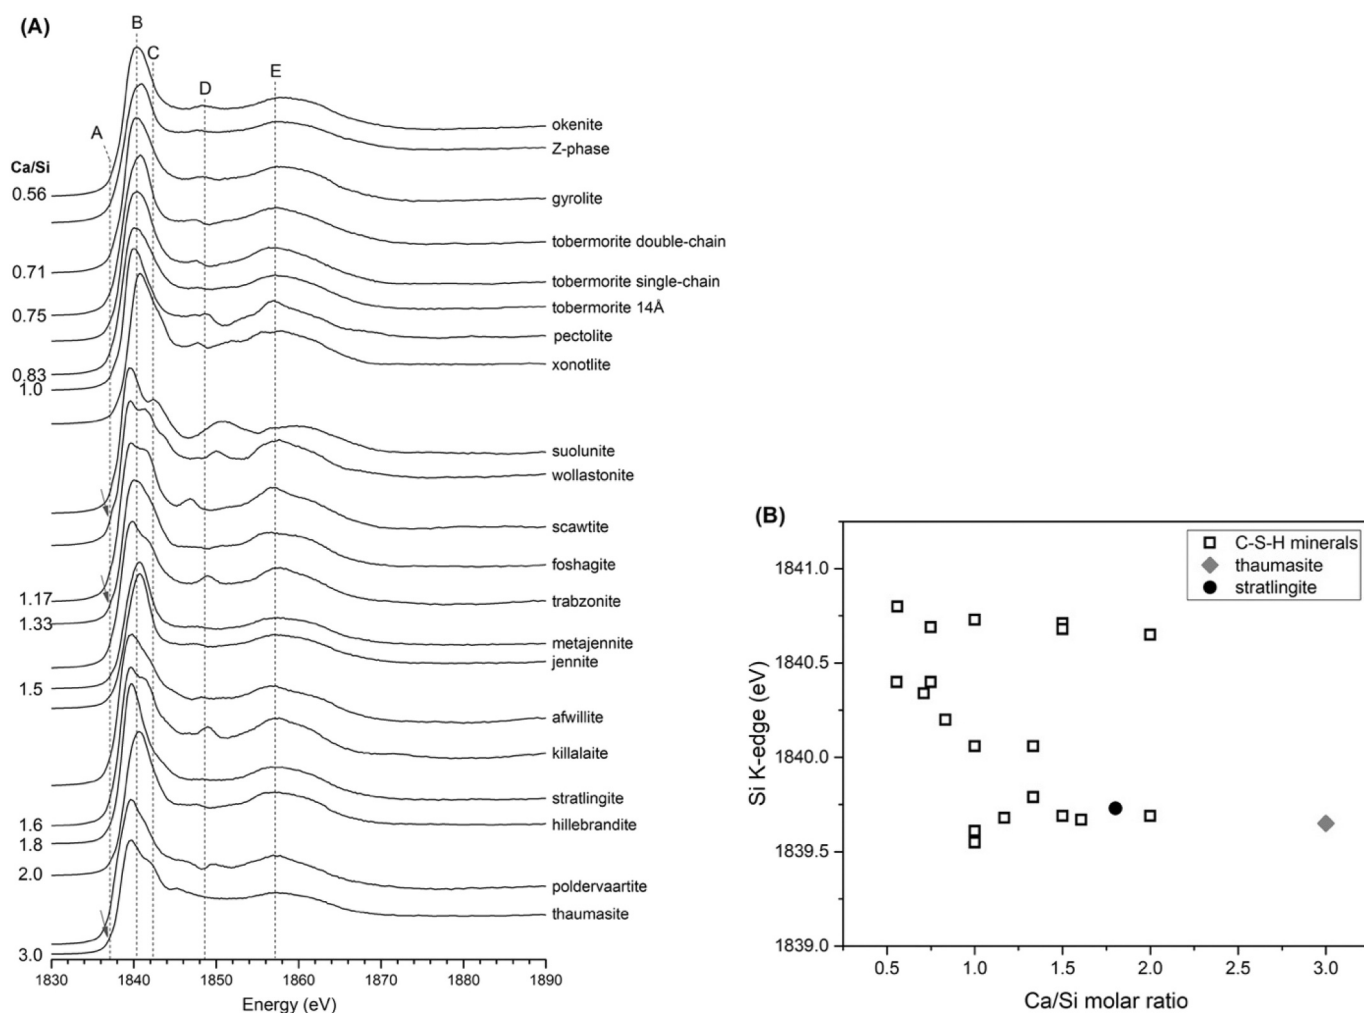 (A)
B
C
D
E
A
Ca/Si
0.56
0.71
0.75
0.83
1.0
1.17
1.33
1.5
1.6
1.8
2.0
3.0
okenite
Z-phase
gyrolite
tobermorite double-chain
tobermorite single-chain
tobermorite 14Å
pectolite
xonotlite
suolunite
wollastonite
scawtite
foshagite
trabzonite
metajennite
jennite
afwillite
killalaite
stratlingite
hillebrandite
poldervaartite
thaumasite
1830 1840 1850 1860 1870 1880 1890
Energy (eV)
(B)
C-S-H minerals
thaumasite
stratlingite
1841.0
1840.5
1840.0
1839.5
1839.0
Si K-edge (eV)
0.5 1.0 1.5 2.0 2.5 3.0
Ca/Si molar ratio